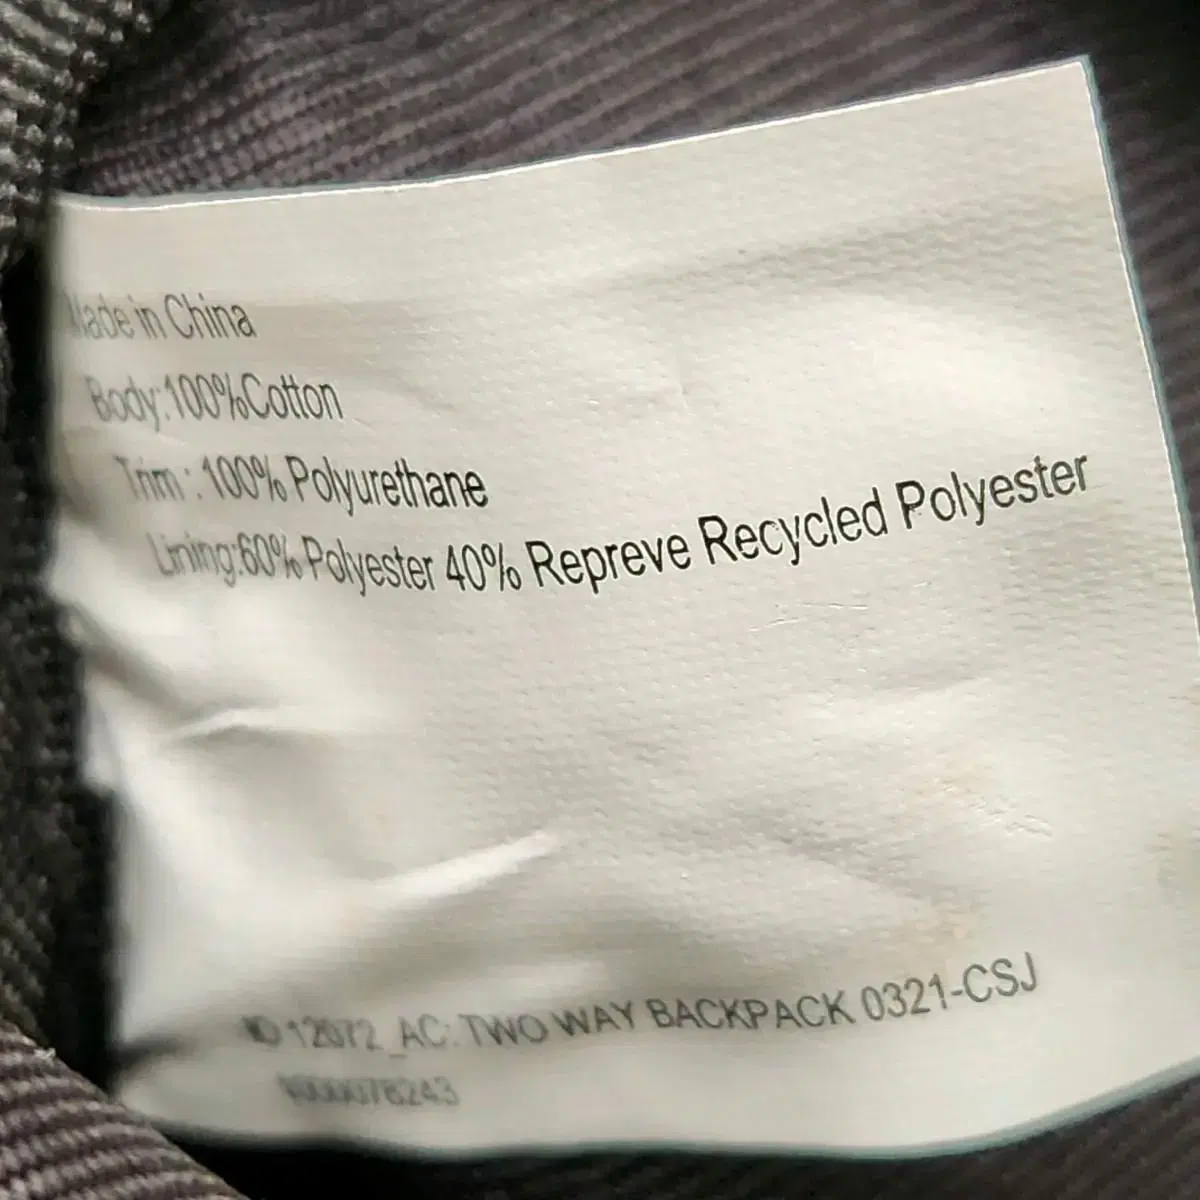 Made in China
Body:100%Cotton
Trim : 100% Polyurethane
Lining:60% Polyester 40% Repreve Recycled Polyester
12072_AC: TWO WAY BACKPACK 0321-CSJ